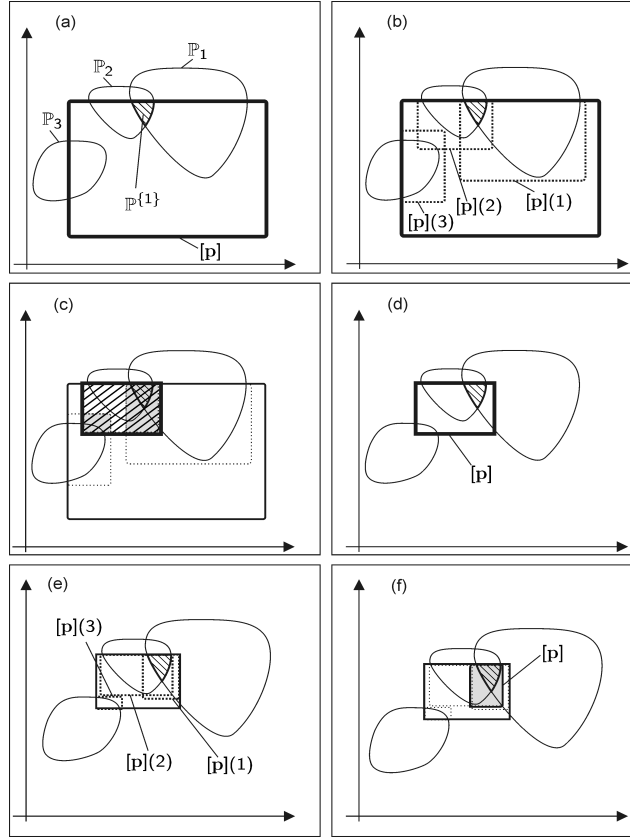 (a)
ℙ₁
ℙ₂
ℙ₃
ℙ^{1}
[p]
(b)
[p](1)
[p](2)
[p](3)
(c)
(d)
[p]
(e)
[p](3)
[p](2)
[p](1)
(f)
[p]